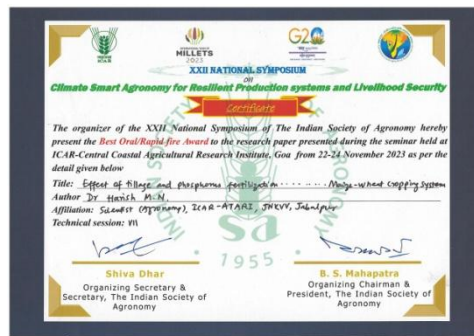 ICAR
MILLETS
2023
G20
XXII NATIONAL SYMPOSIUM
on
Climate Smart Agronomy for Resilient Production systems and Livelihood Security
Certificate
The organizer of the XXII National Symposium of The Indian Society of Agronomy hereby
present the Best Oral/Rapid fire Award to the research paper presented during the seminar held at
ICAR-Central Coastal Agricultural Research Institute, Goa from 22-24 November 2023 as per the
detail given below
Title: Effect of tillage and phosphorus fertilization ......... Maize-wheat cropping system
Author Dr Harish M.N.
Affiliation: Scientist (Agronomy), ICAR-ATARI, JNKVV, Jabalpur
Technical session: VII
INDIAN SOCIETY
sa
1955
Shiva Dhar
Organizing Secretary &
Secretary, The Indian Society of
Agronomy
B. S. Mahapatra
Organizing Chairman &
President, The Indian Society of
Agronomy